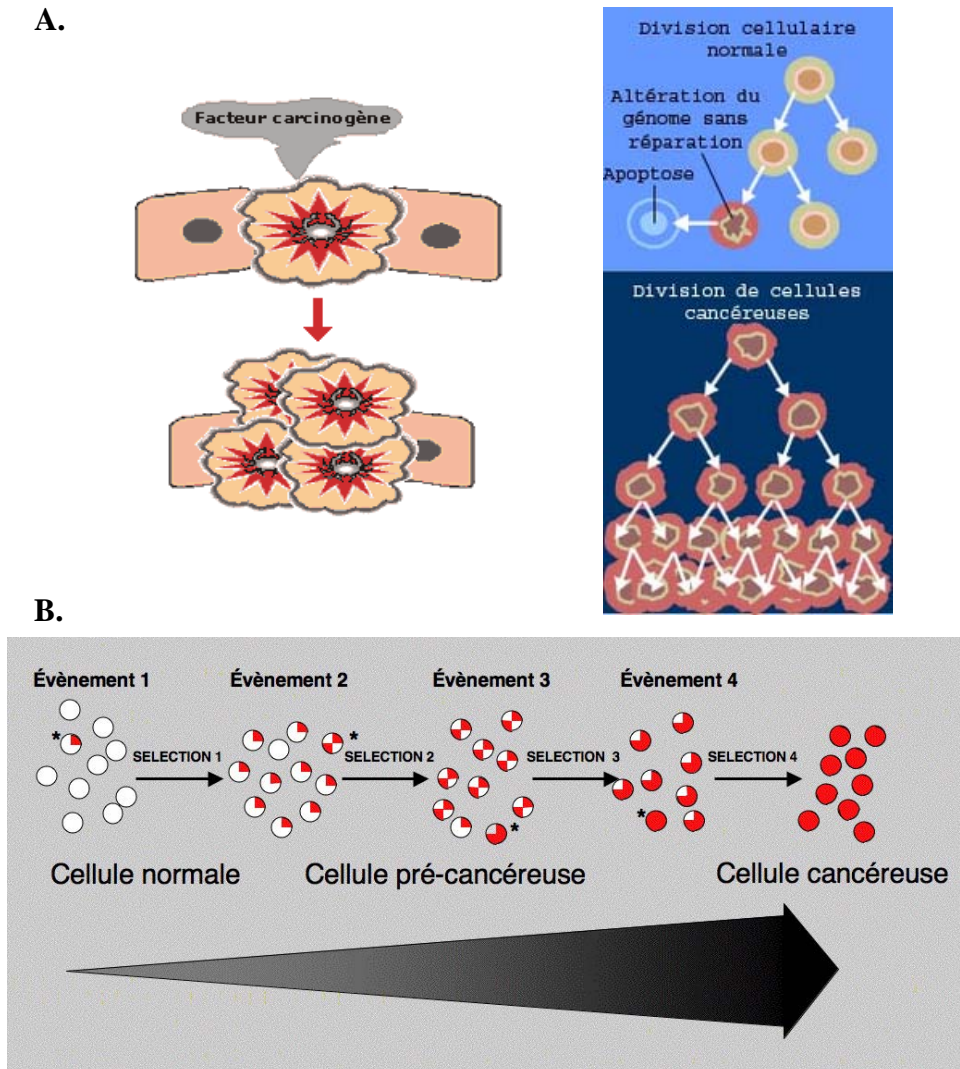 A.
Facteur carcinogène
Division cellulaire
normale
Altération du
génome sans
réparation
Apoptose
Division de cellules
cancéreuses
B.
Évènement 1
Évènement 2
Évènement 3
Évènement 4
*
*
SELECTION 1
SELECTION 2
SELECTION 3
SELECTION 4
*
*
Cellule normale
Cellule pré-cancéreuse
Cellule cancéreuse